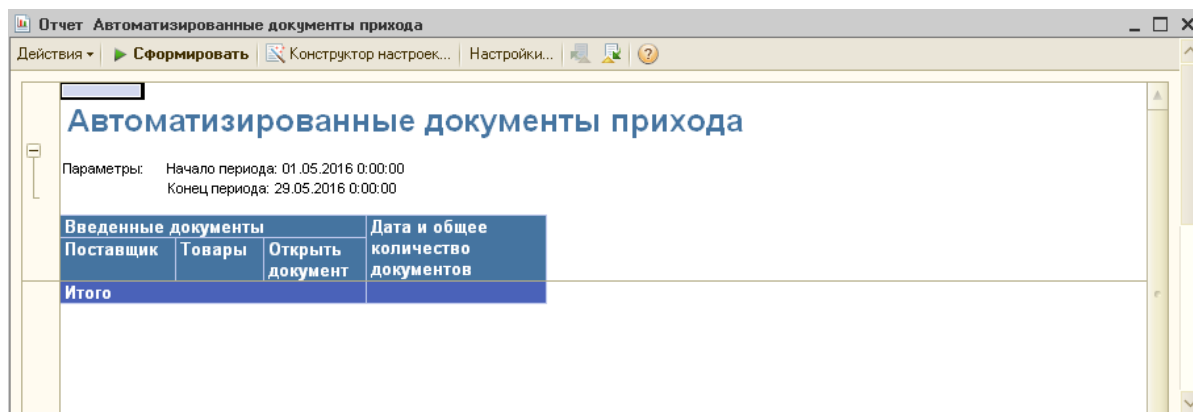 Отчет Автоматизированные документы прихода
Действия Сформировать Конструктор настроек... Настройки...
Автоматизированные документы прихода
Параметры: Начало периода: 01.05.2016 0:00:00
Конец периода: 29.05.2016 0:00:00
Введенные документы
Дата и общее количество документов
Поставщик
Товары
Открыть документ
Итого